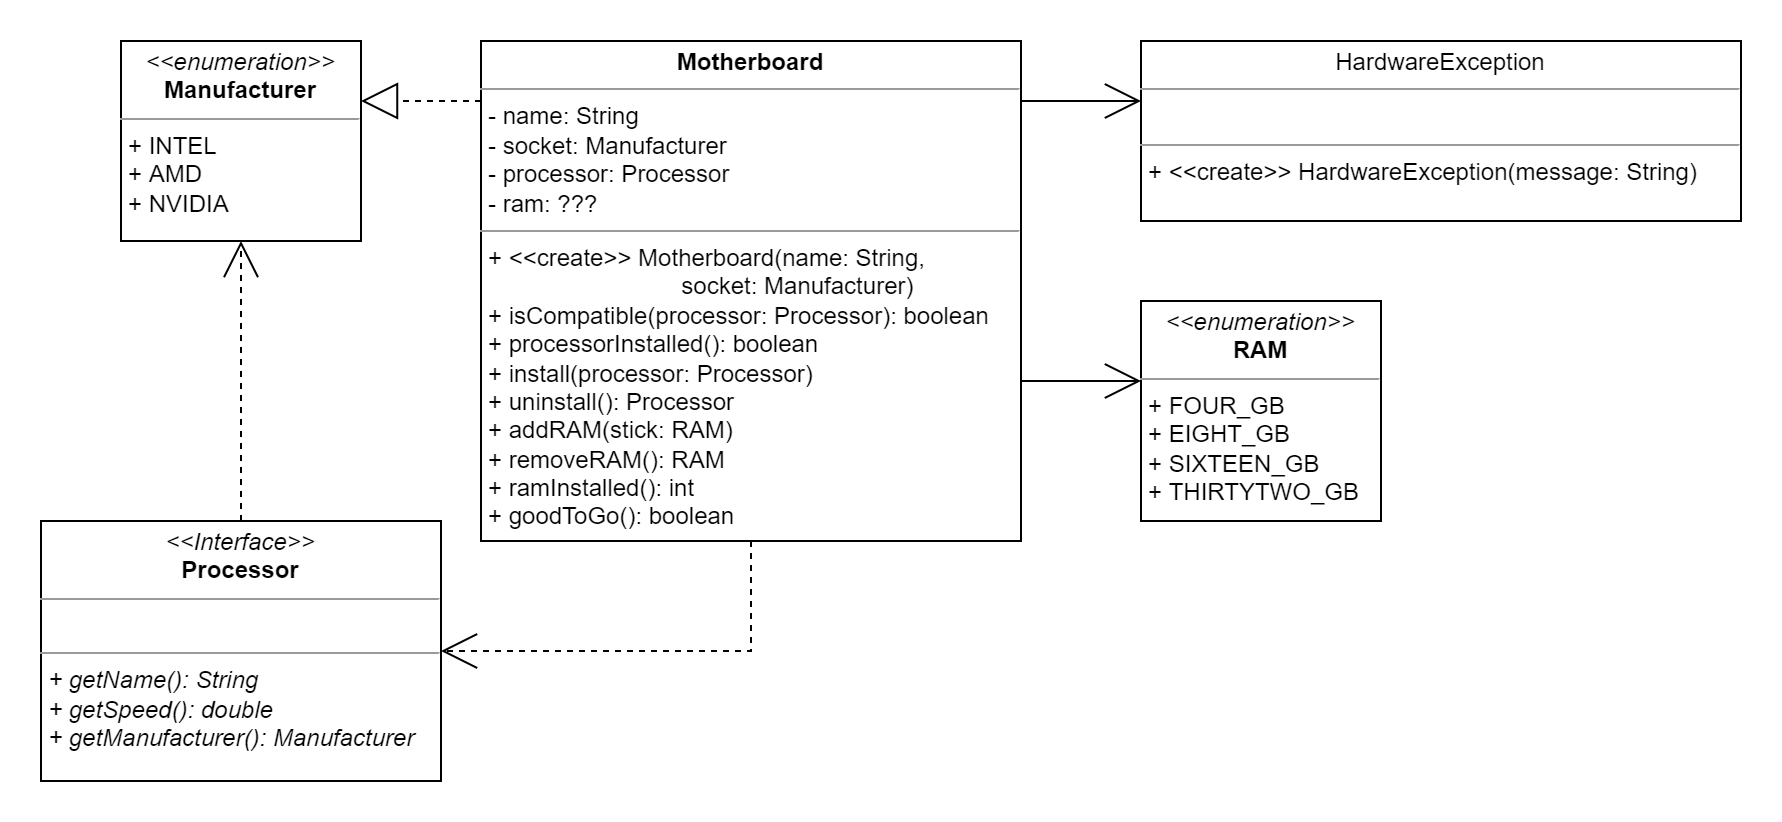 <<enumeration>>
Manufacturer
+ INTEL
+ AMD
+ NVIDIA
Motherboard
- name: String
- socket: Manufacturer
- processor: Processor
- ram: ???
+ <<create>> Motherboard(name: String,
socket: Manufacturer)
+ isCompatible(processor: Processor): boolean
+ processorInstalled(): boolean
+ install(processor: Processor)
+ uninstall(): Processor
+ addRAM(stick: RAM)
+ removeRAM(): RAM
+ ramInstalled(): int
+ goodToGo(): boolean
HardwareException
+ <<create>> HardwareException(message: String)
<<enumeration>>
RAM
+ FOUR_GB
+ EIGHT_GB
+ SIXTEEN_GB
+ THIRTYTWO_GB
<<Interface>>
Processor
+ getName(): String
+ getSpeed(): double
+ getManufacturer(): Manufacturer